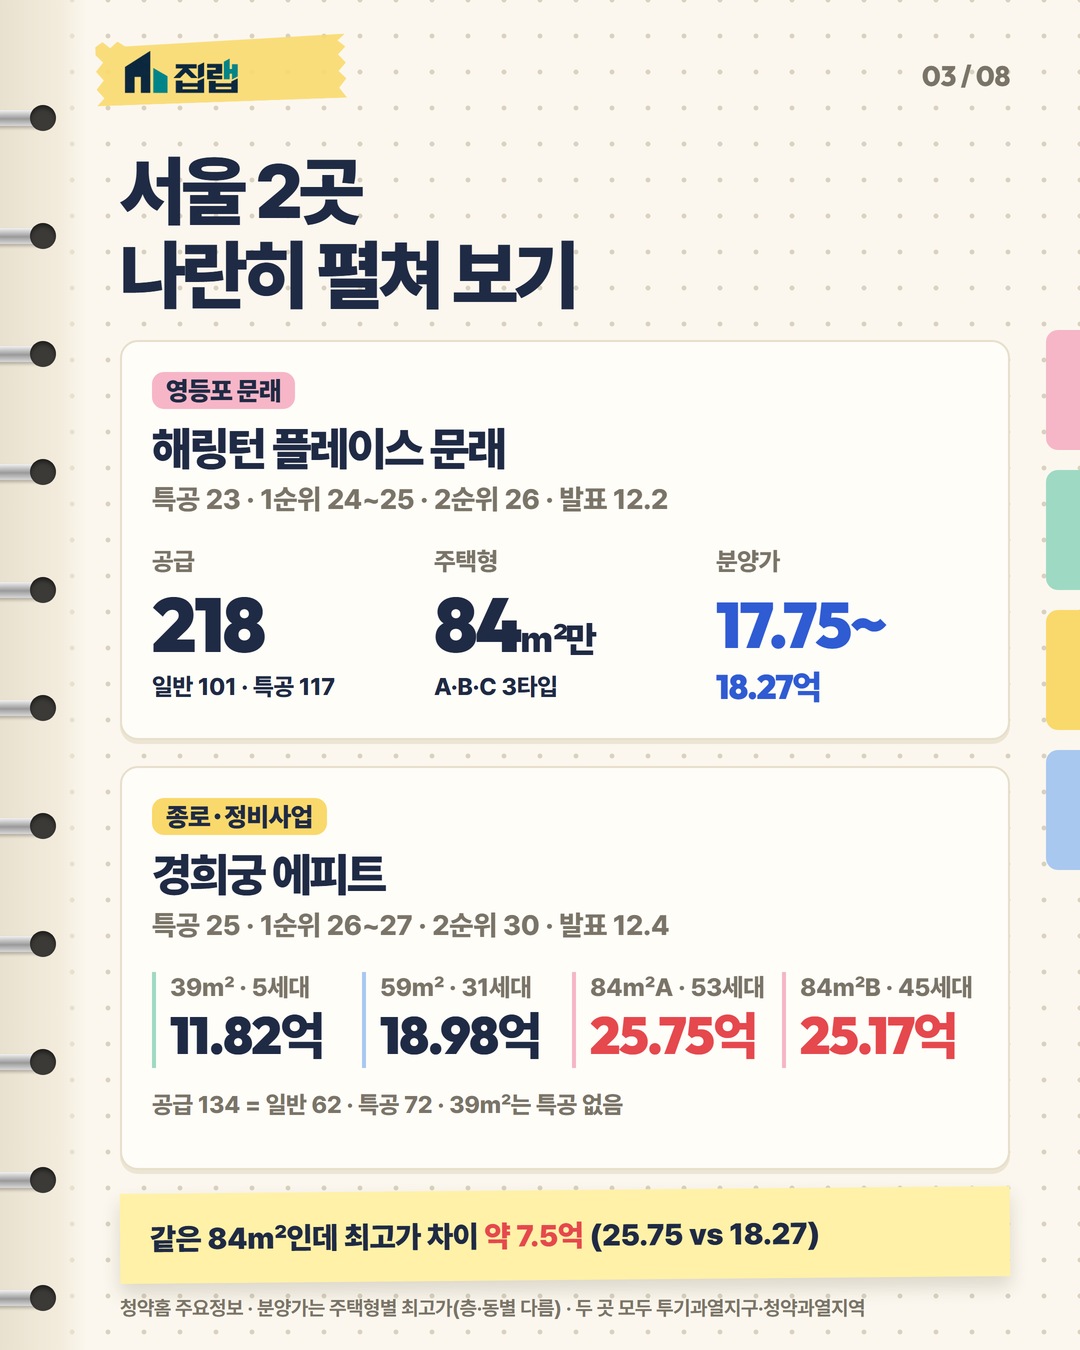 집랩
03 / 08
서울 2곳
나란히 펼쳐 보기
영등포 문래
해링턴 플레이스 문래
특공 23 · 1순위 24~25 · 2순위 26 · 발표 12.2
공급 주택형 분양가
218 84m²만 17.75~
일반 101 · 특공 117 A·B·C 3타입 18.27억
종로·정비사업
경희궁 에피트
특공 25 · 1순위 26~27 · 2순위 30 · 발표 12.4
39m² · 5세대 59m² · 31세대 84m²A · 53세대 84m²B · 45세대
11.82억 18.98억 25.75억 25.17억
공급 134 = 일반 62 · 특공 72 · 39m²는 특공 없음
같은 84m²인데 최고가 차이 약 7.5억 (25.75 vs 18.27)
청약홈 주요정보 · 분양가는 주택형별 최고가(층·동별 다름) · 두 곳 모두 투기과열지구·청약과열지역